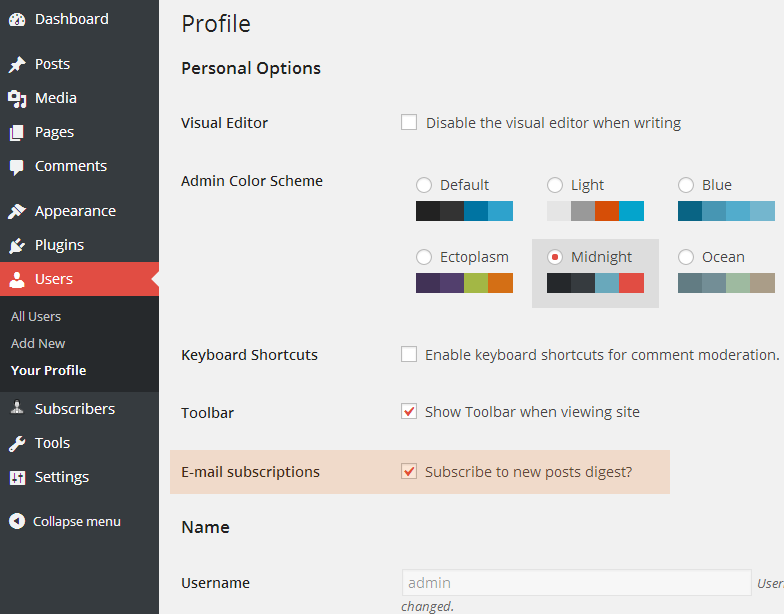 Dashboard
Posts
Media
Pages
Comments
Appearance
Plugins
Users
All Users
Add New
Your Profile
Subscribers
Tools
Settings
Collapse menu
Profile
Personal Options
Visual Editor
Disable the visual editor when writing
Admin Color Scheme
Default
Light
Blue
Ectoplasm
Midnight
Ocean
Keyboard Shortcuts
Enable keyboard shortcuts for comment moderation.
Toolbar
Show Toolbar when viewing site
E-mail subscriptions
Subscribe to new posts digest?
Name
Username
admin
changed.